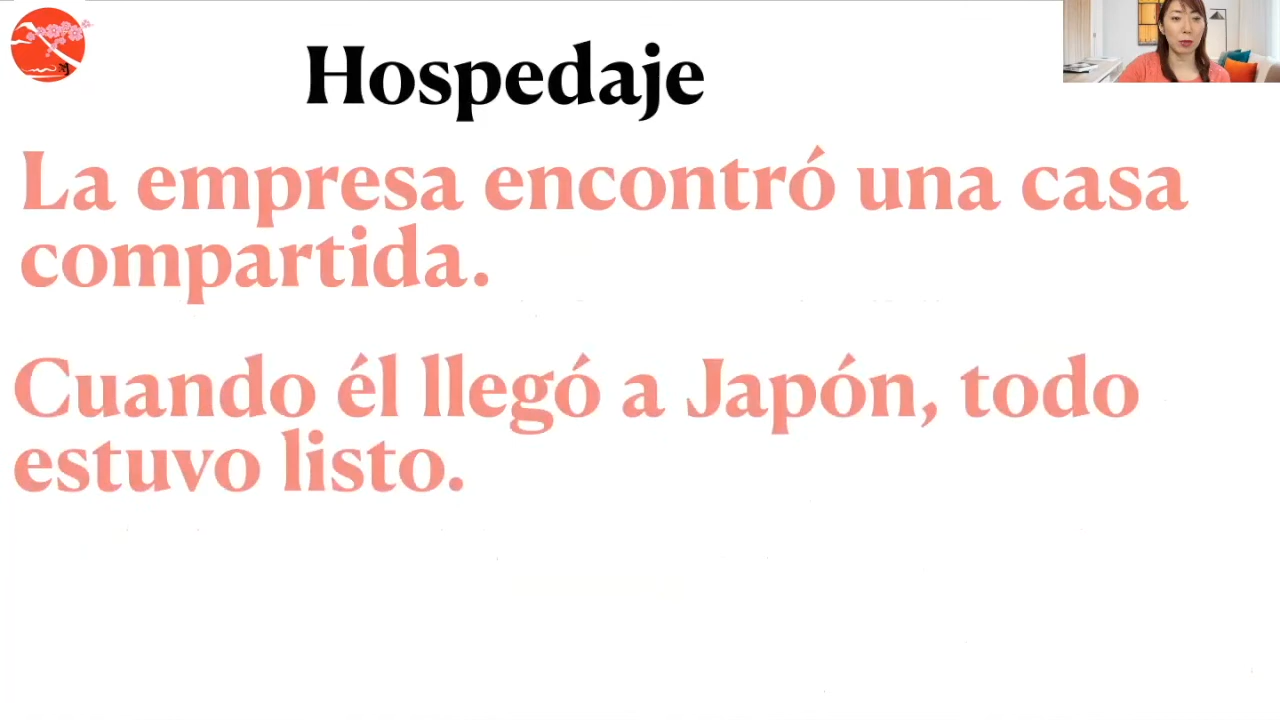 Hospedaje
La empresa encontró una casa
compartida.
Cuando él llegó a Japón, todo
estuvo listo.